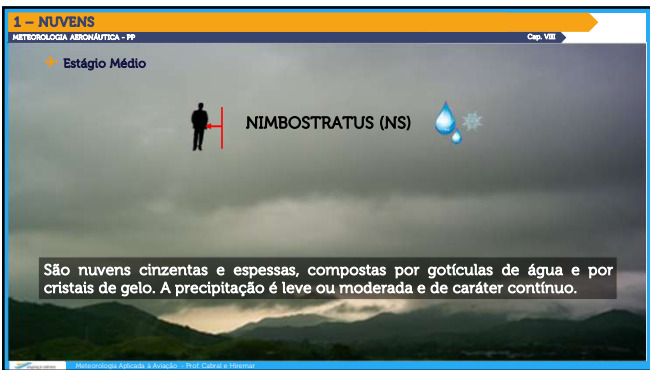 1 – NUVENS
METEOROLOGIA AERONÁUTICA - PP
Cap. VIII
Estágio Médio
NIMBOSTRATUS (NS)
São nuvens cinzentas e espessas, compostas por gotículas de água e por
cristais de gelo. A precipitação é leve ou moderada e de caráter contínuo.
Meteorologia Aplicada à Aviação - Prof. Cabral e Hiremar